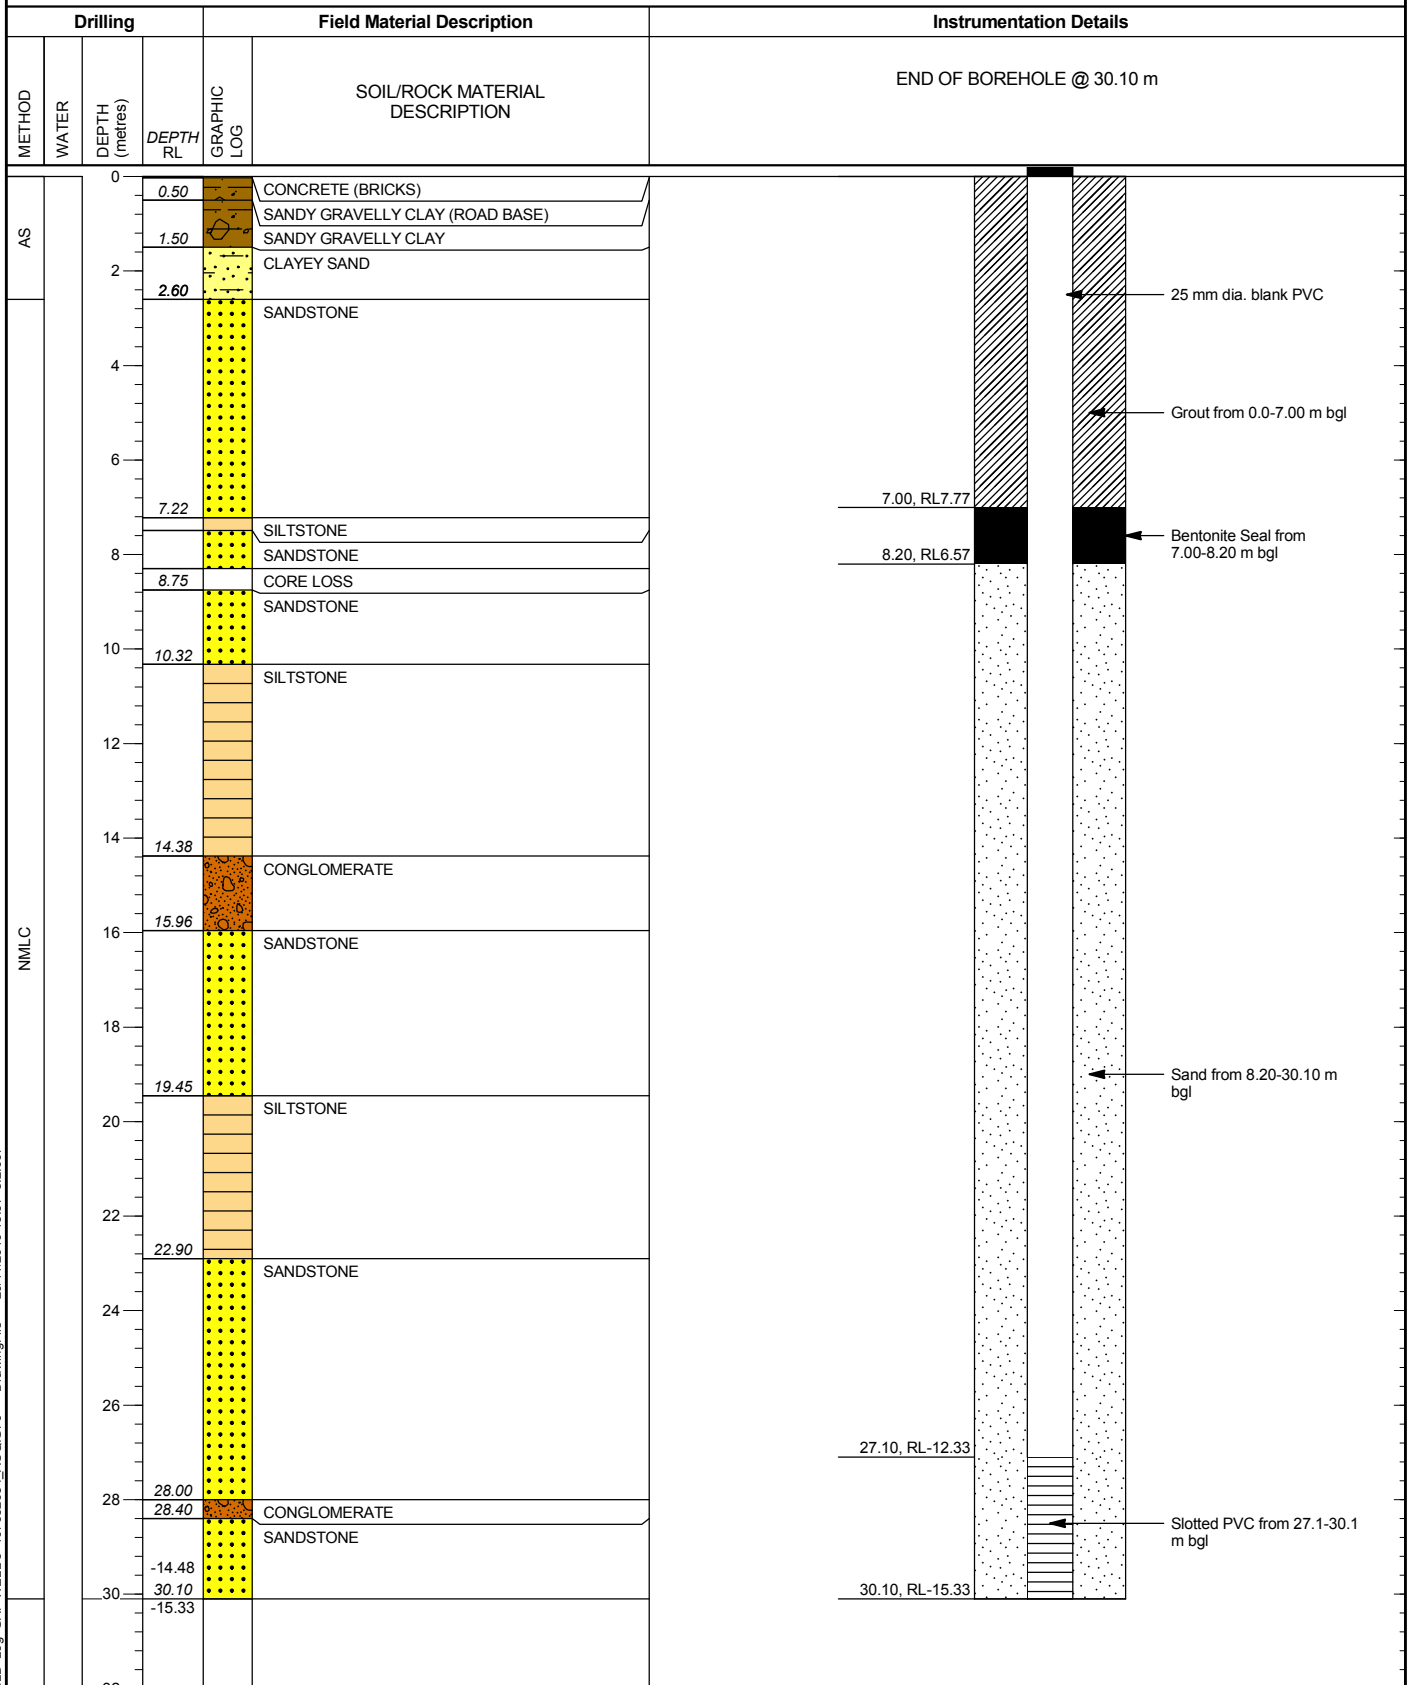 Drilling
Field Material Description
Instrumentation Details
METHOD
WATER
DEPTH
(metres)
DEPTH
RL
GRAPHIC
LOG
SOIL/ROCK MATERIAL
DESCRIPTION
END OF BOREHOLE @ 30.10 m
0
0.50
CONCRETE (BRICKS)
SANDY GRAVELLY CLAY (ROAD BASE)
AS
1.50
SANDY GRAVELLY CLAY
CLAYEY SAND
2
2.60
25 mm dia. blank PVC
SANDSTONE
4
Grout from 0.0-7.00 m bgl
6
7.22
7.00, RL7.77
SILTSTONE
Bentonite Seal from
7.00-8.20 m bgl
8
SANDSTONE
8.20, RL6.57
8.75
CORE LOSS
SANDSTONE
10
10.32
SILTSTONE
12
14
14.38
CONGLOMERATE
15.96
16
SANDSTONE
NMLC
18
Sand from 8.20-30.10 m
bgl
19.45
SILTSTONE
20
22
22.90
SANDSTONE
24
26
27.10, RL-12.33
28.00
28
28.40
CONGLOMERATE
SANDSTONE
Slotted PVC from 27.1-30.1
m bgl
-14.48
30
30.10
30.10, RL-15.33
-15.33